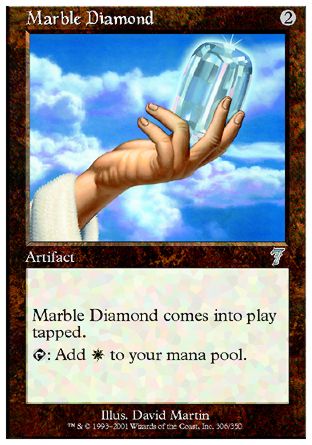 Marble Diamond 2
Artifact
Marble Diamond comes into play
tapped.
: Add to your mana pool.
Illus. David Martin
™ & © 1993–2001 Wizards of the Coast, Inc. 306/350